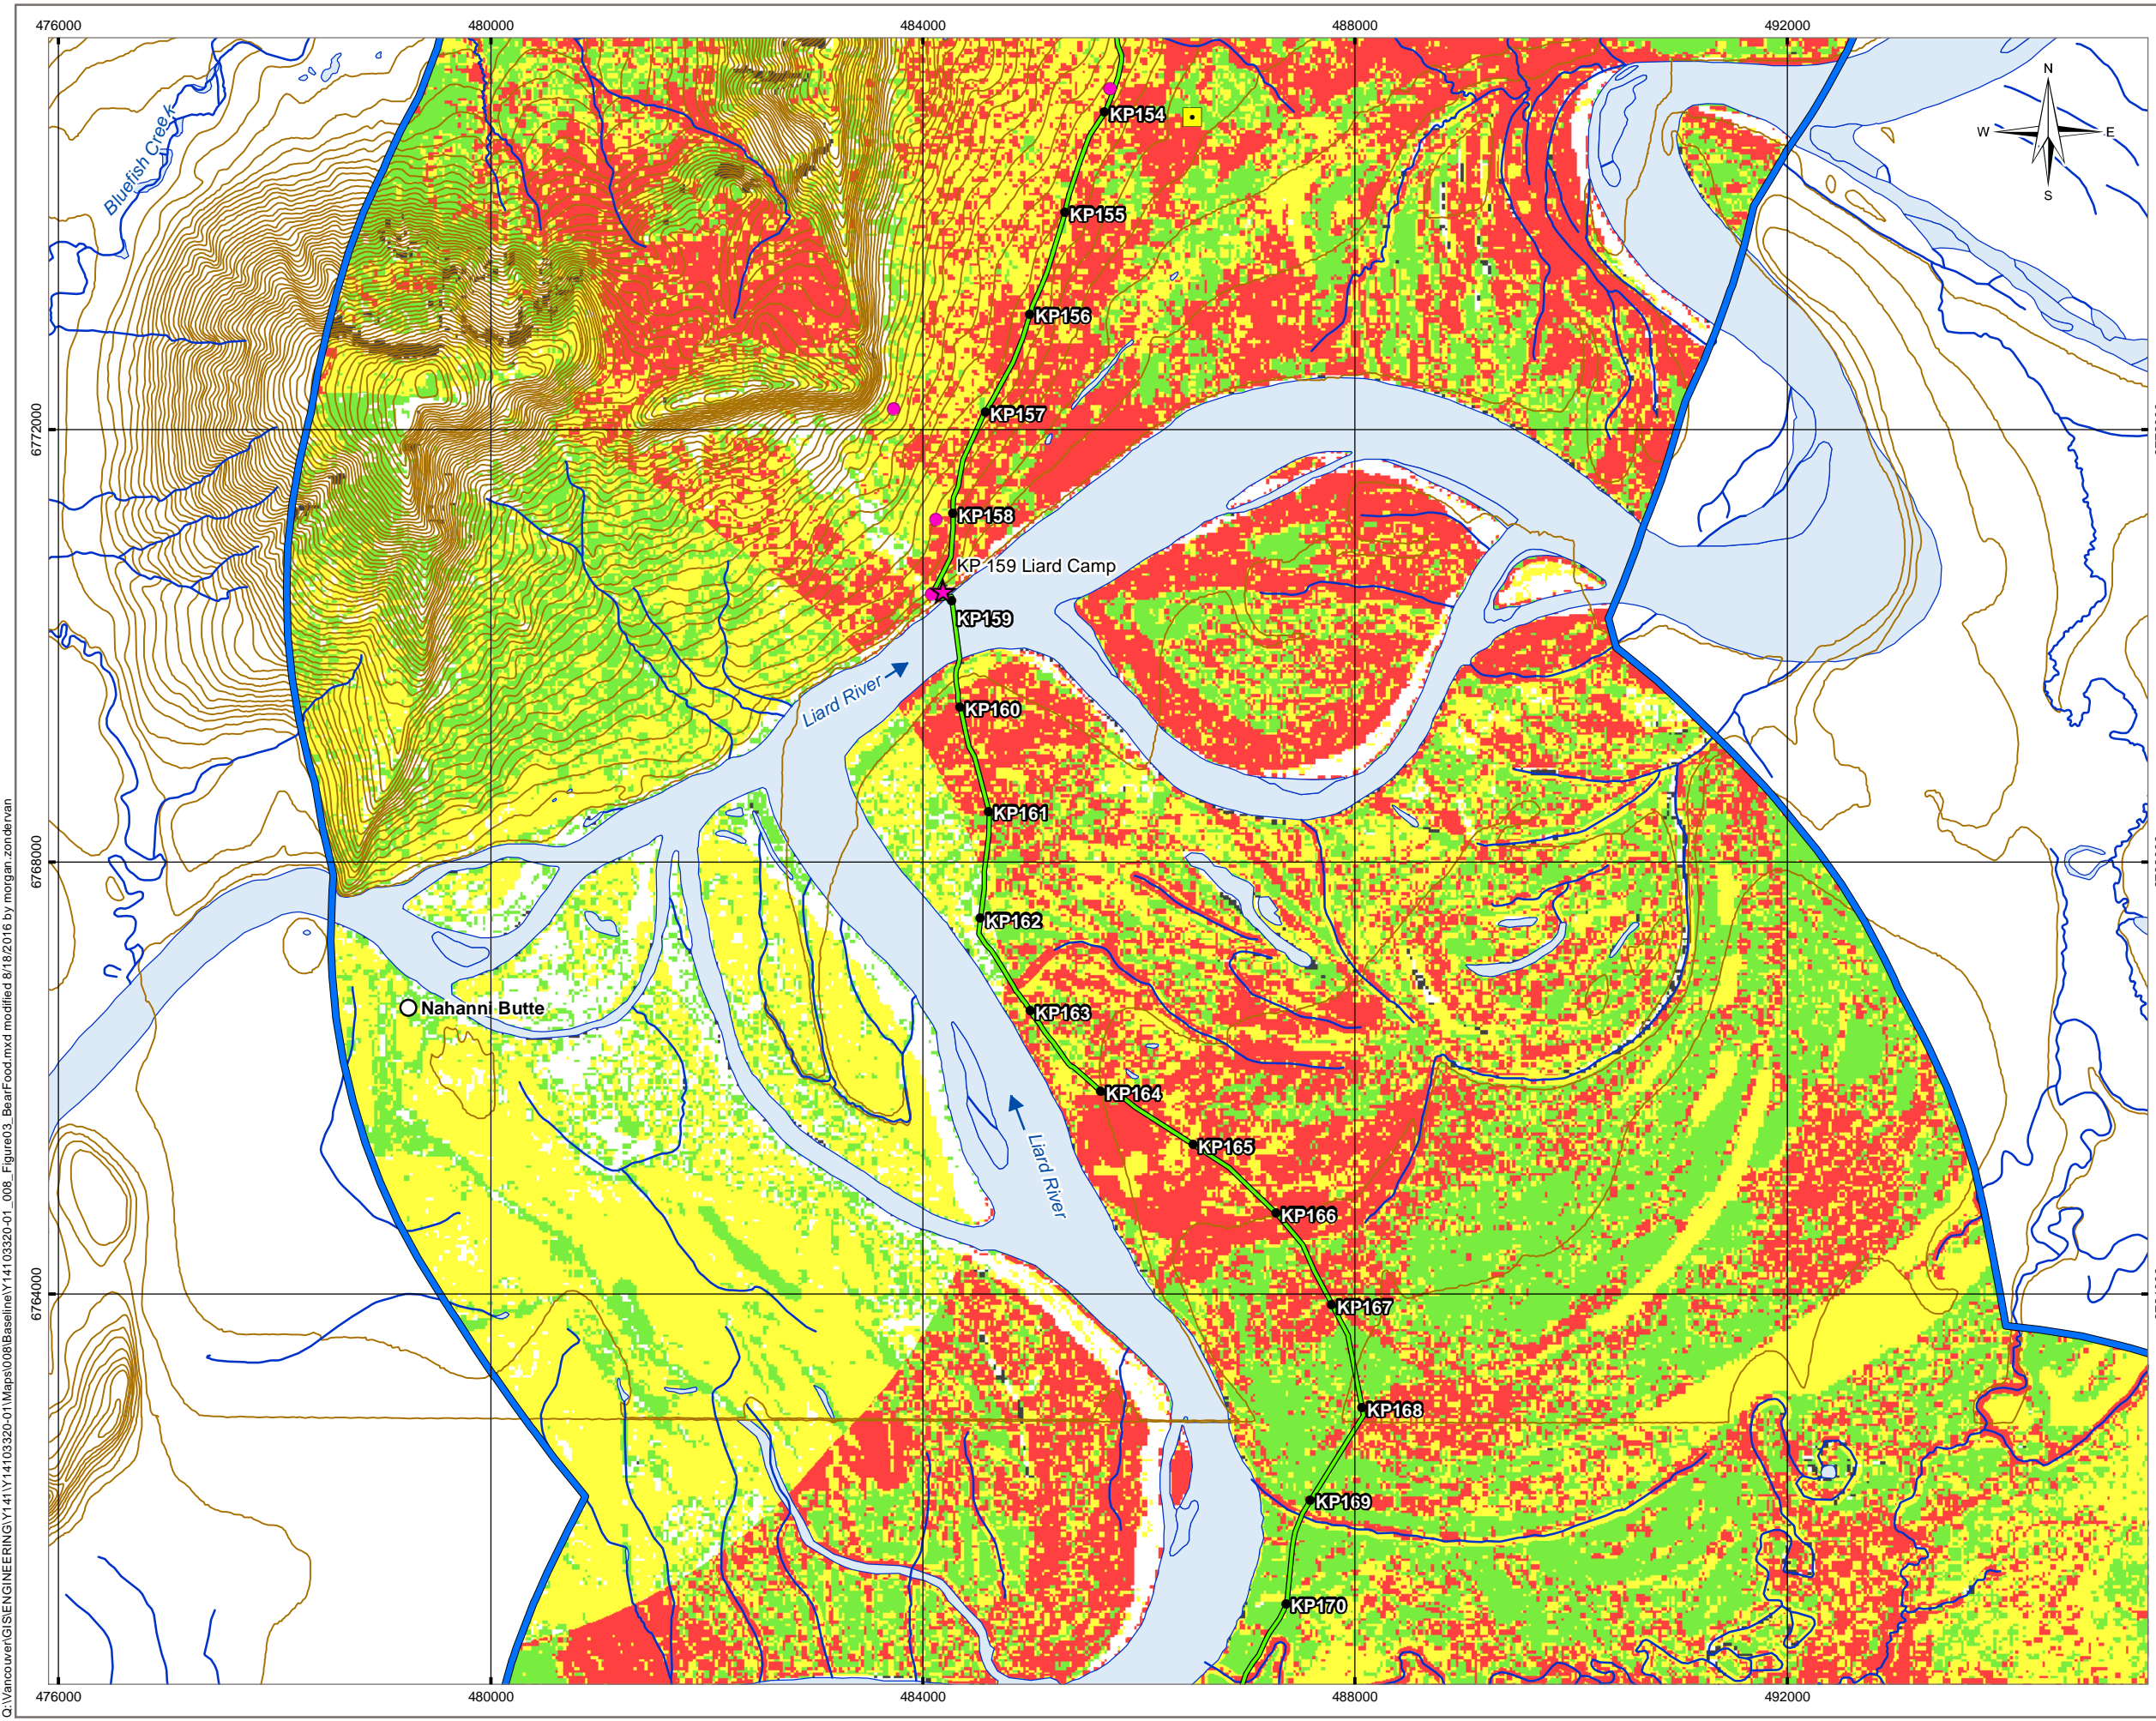 476000
480000
484000
488000
492000
N
W
E
S
Bluefish Creek
KP154
KP155
KP156
6772000
KP157
KP158
KP 159 Liard Camp
KP159
Liard River
KP160
KP161
6768000
KP162
Nahanni Butte
KP163
KP164
KP165
Liard River
KP166
6764000
KP167
KP168
KP169
KP170
476000
480000
484000
488000
492000
Q:\Vancouver\GIS\ENGINEERING\Y141\Y14103320-01\Maps\008\Baseline\Y14103320-01_008_Figure03_BearFood.mxd modified 8/18/2016 by morgan.zondervan